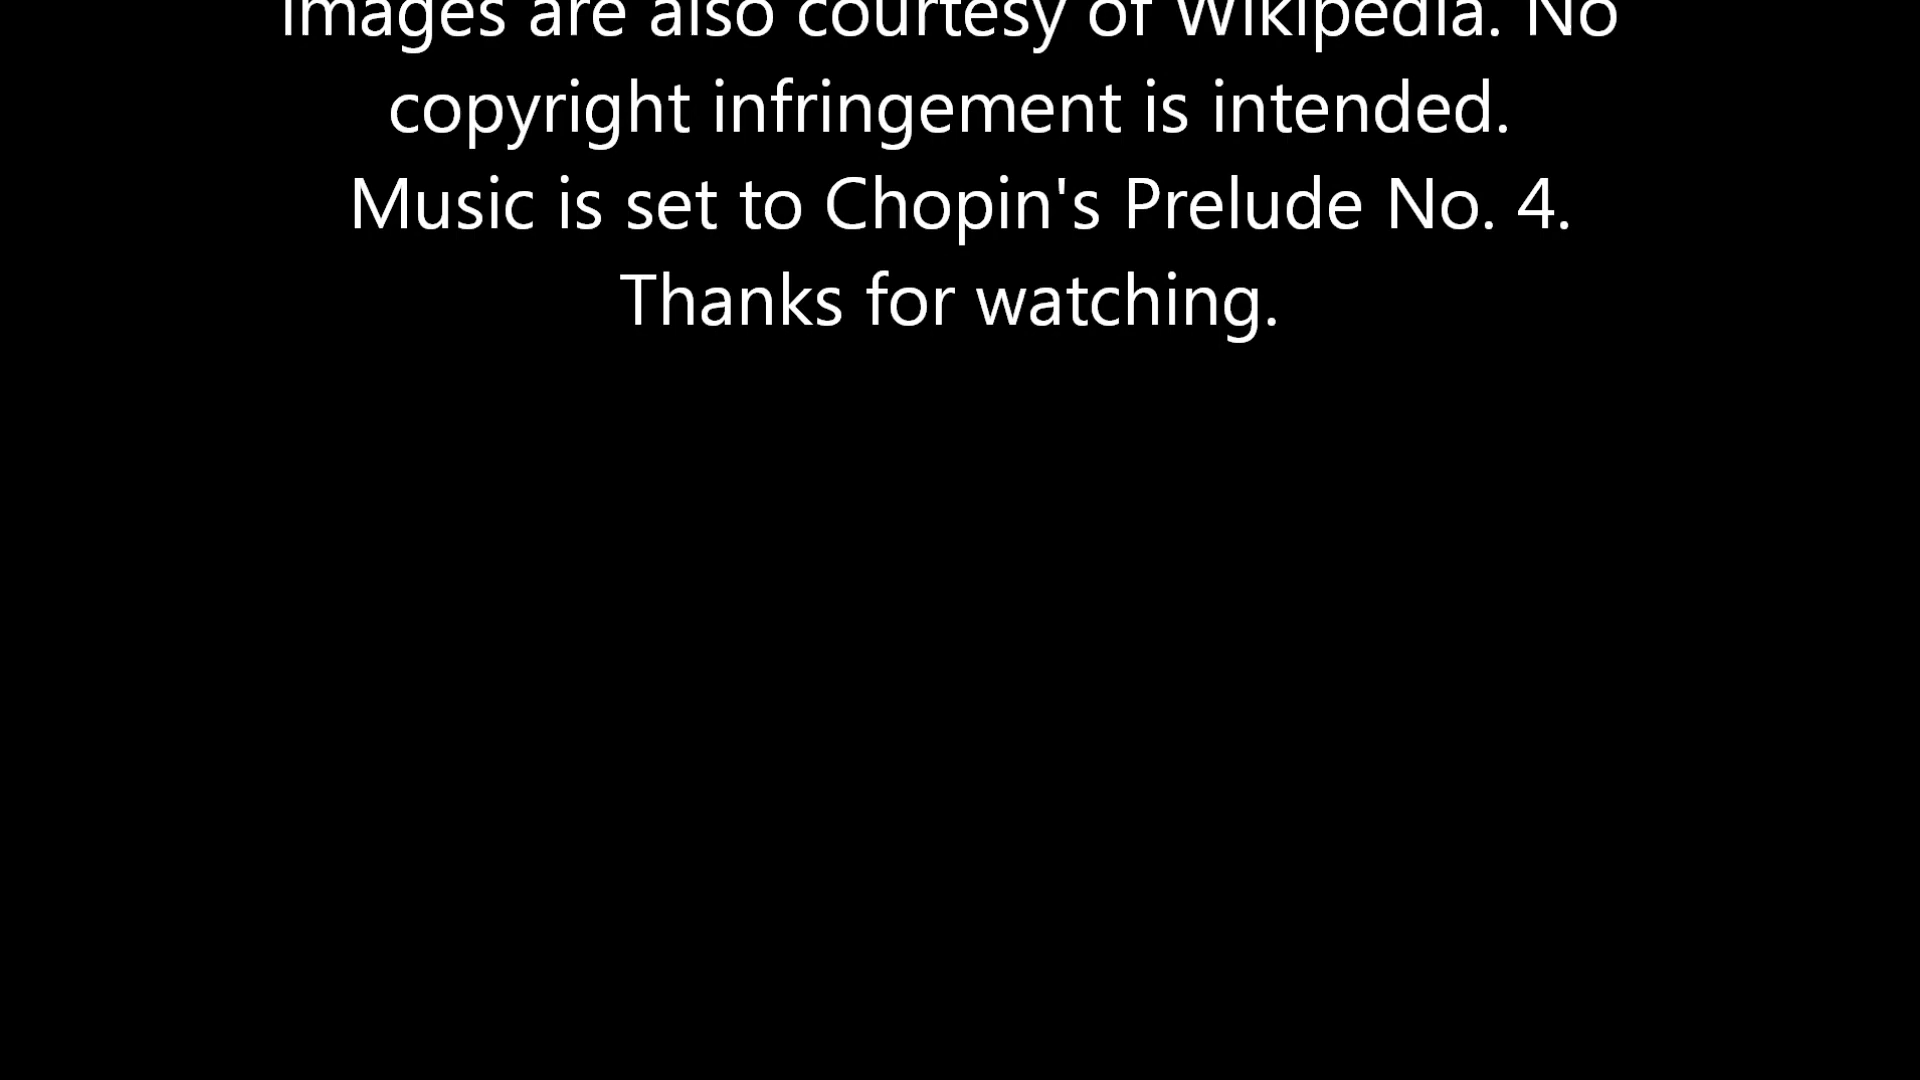 Images are also courtesy of Wikipedia. No
copyright infringement is intended.
Music is set to Chopin's Prelude No. 4.
Thanks for watching.